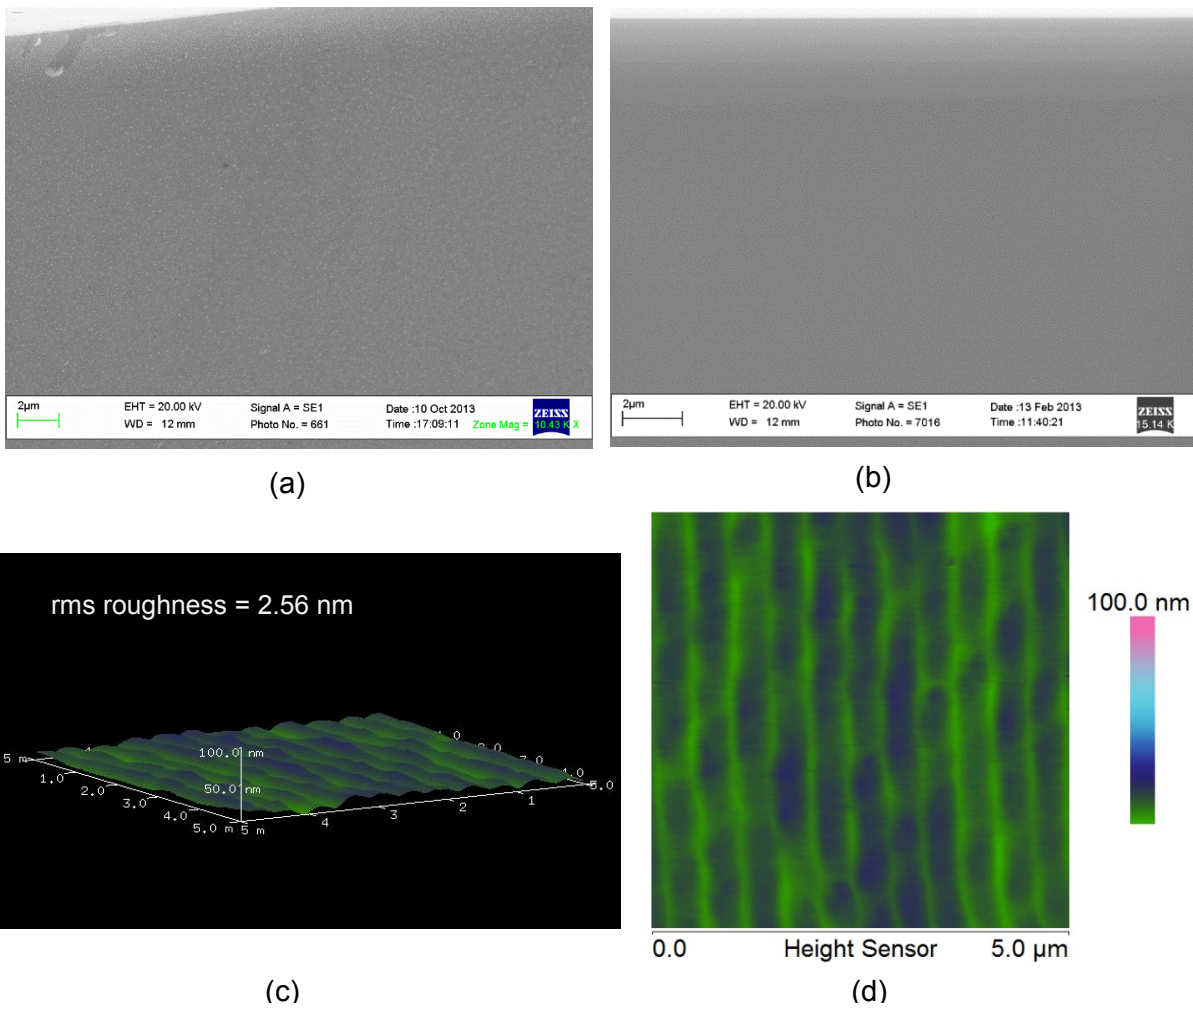 2µm
EHT = 20.00 kV
WD = 12 mm
Signal A = SE1
Photo No. = 661
Date :10 Oct 2013
Time :17:09:11
Zone Mag = 10.43 K X
ZEISS
2µm
EHT = 20.00 kV
WD = 12 mm
Signal A = SE1
Photo No. = 7016
Date :13 Feb 2013
Time :11:40:21
ZEISS
15.14 K
(a)
(b)
rms roughness = 2.56 nm
100.0 nm
50.0 nm
5 m
1.0
2.0
3.0
4.0
5.0 m
5 m
4
3
2
1
5.0
100.0 nm
0.0
Height Sensor
5.0 µm
(c)
(d)